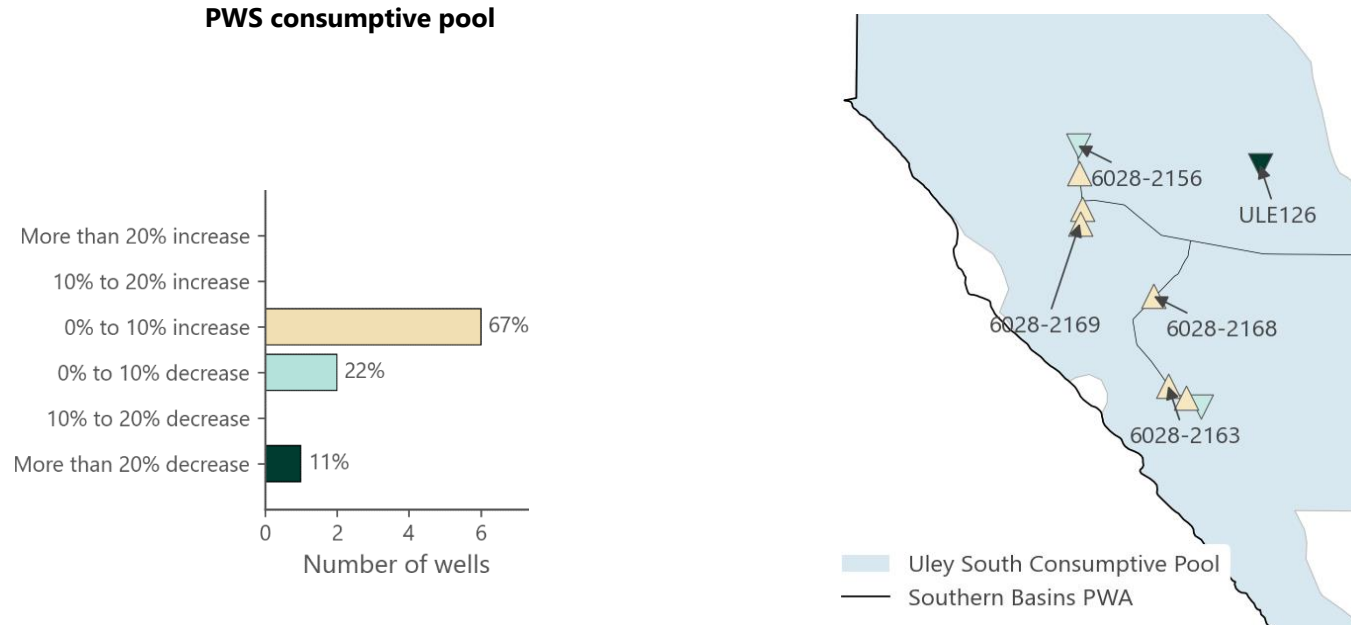 PWS consumptive pool
More than 20% increase
10% to 20% increase
0% to 10% increase
67%
0% to 10% decrease
22%
10% to 20% decrease
More than 20% decrease
11%
0 2 4 6
Number of wells
6028-2156
ULE126
6028-2169
6028-2168
6028-2163
Uley South Consumptive Pool
Southern Basins PWA